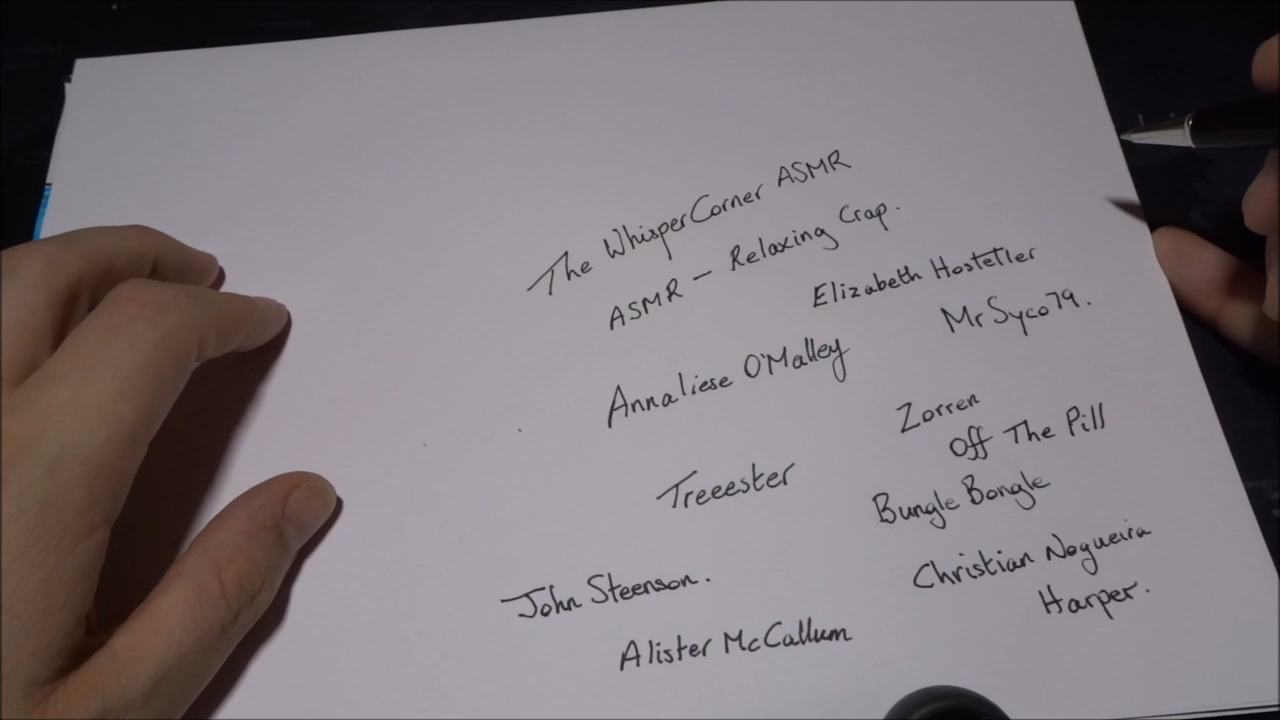 The WhisperCorner ASMR
ASMR – Relaxing Crap.
Elizabeth Hostetler
MrSyco79.
Annaliese O'Malley
Zorren
Off The Pill
Treeester
Bungle Bongle
Christian Nogueira
Harper.
John Steenson.
Alister McCallum